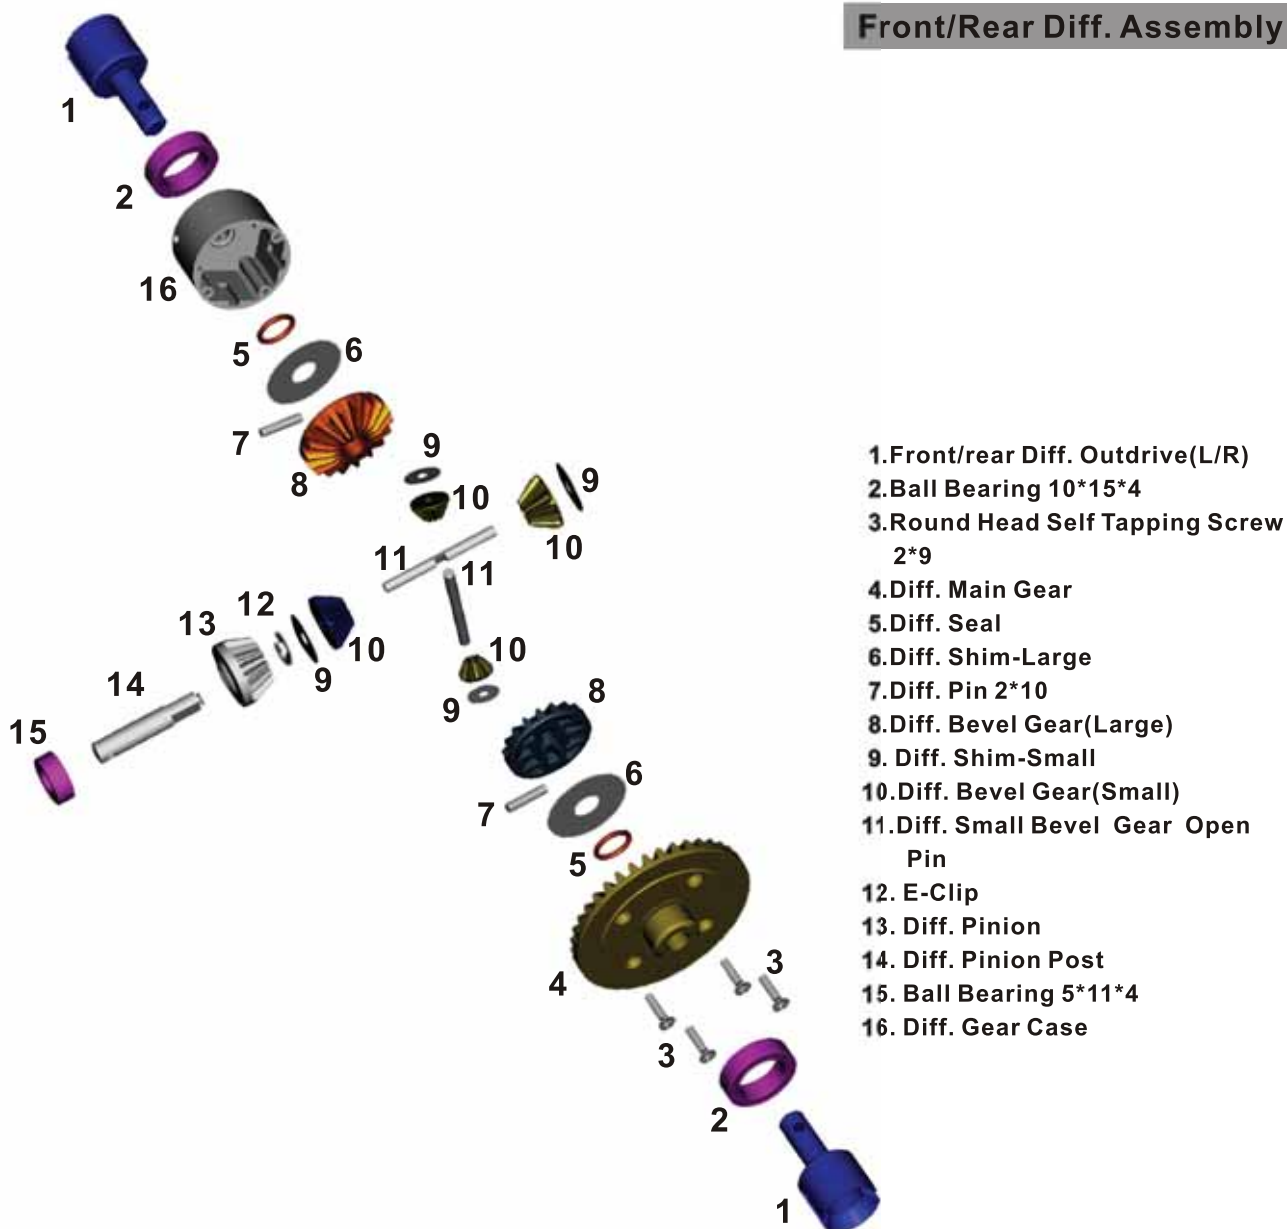 Front/Rear Diff. Assembly
1
2
16
5
6
7
8
9
10
9
10
11
11
12
13
10
9
14
15
10
9
8
6
7
5
4
3
3
2
1
1.Front/rear Diff. Outdrive(L/R)
2.Ball Bearing 10*15*4
3.Round Head Self Tapping Screw
2*9
4.Diff. Main Gear
5.Diff. Seal
6.Diff. Shim-Large
7.Diff. Pin 2*10
8.Diff. Bevel Gear(Large)
9. Diff. Shim-Small
10.Diff. Bevel Gear(Small)
11.Diff. Small Bevel Gear Open
Pin
12. E-Clip
13. Diff. Pinion
14. Diff. Pinion Post
15. Ball Bearing 5*11*4
16. Diff. Gear Case